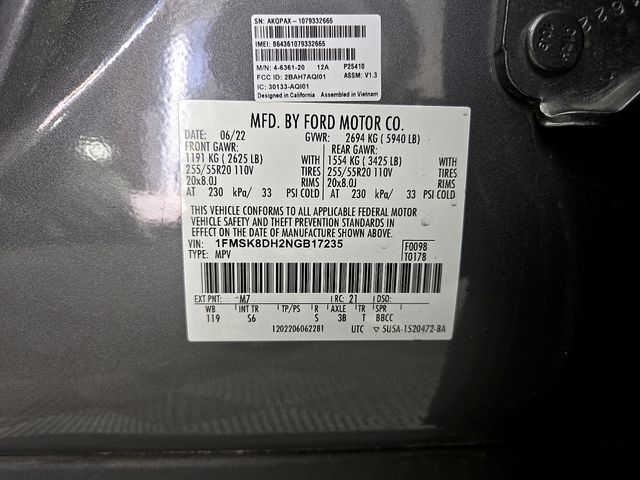 SN: AKQPAX-1079332665
IMEI: 864361079332665
M/N: 4-6361-20 12A P25410
FCC ID: 2BAH7AQI01 ASSM: V1.3
IC: 30133-AQI01
Designed in California Assembled in Vietnam
MFD. BY FORD MOTOR CO.
DATE: 06/22 GVWR: 2694 KG ( 5940 LB)
FRONT GAWR: REAR GAWR:
1191 KG ( 2625 LB) WITH 1554 KG ( 3425 LB) WITH
255/55R20 110V TIRES 255/55R20 110V TIRES
20x8.0J RIMS 20x8.0J RIMS
AT 230 kPa/ 33 PSI COLD AT 230 kPa/ 33 PSI COLD
THIS VEHICLE CONFORMS TO ALL APPLICABLE FEDERAL MOTOR
VEHICLE SAFETY AND THEFT PREVENTION STANDARDS IN
EFFECT ON THE DATE OF MANUFACTURE SHOWN ABOVE.
VIN: 1FMSK8DH2NGB17235 F0098
TYPE: MPV T0178
EXT PNT: M7 RC: 21 DSO:
WB INT TR TP/PS R AXLE TR SPR
119 S6 S 3B T BBCC
1202206062281 UTC ▽ 5U5A-1520472-BA